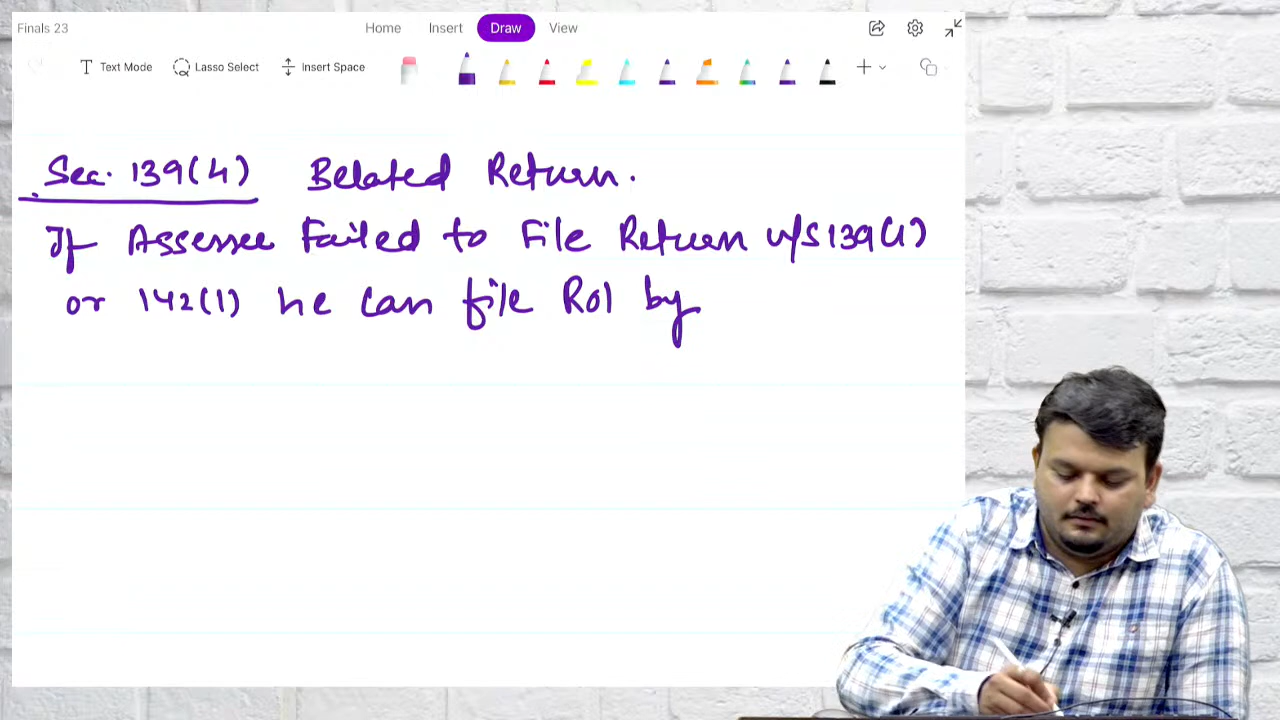 Finals 23
Home Insert Draw View
Text Mode Lasso Select Insert Space
Sec. 139(4) Belated Return.
If Assessee Failed to File Return u/s 139(1)
or 142(1) he can file RoI by